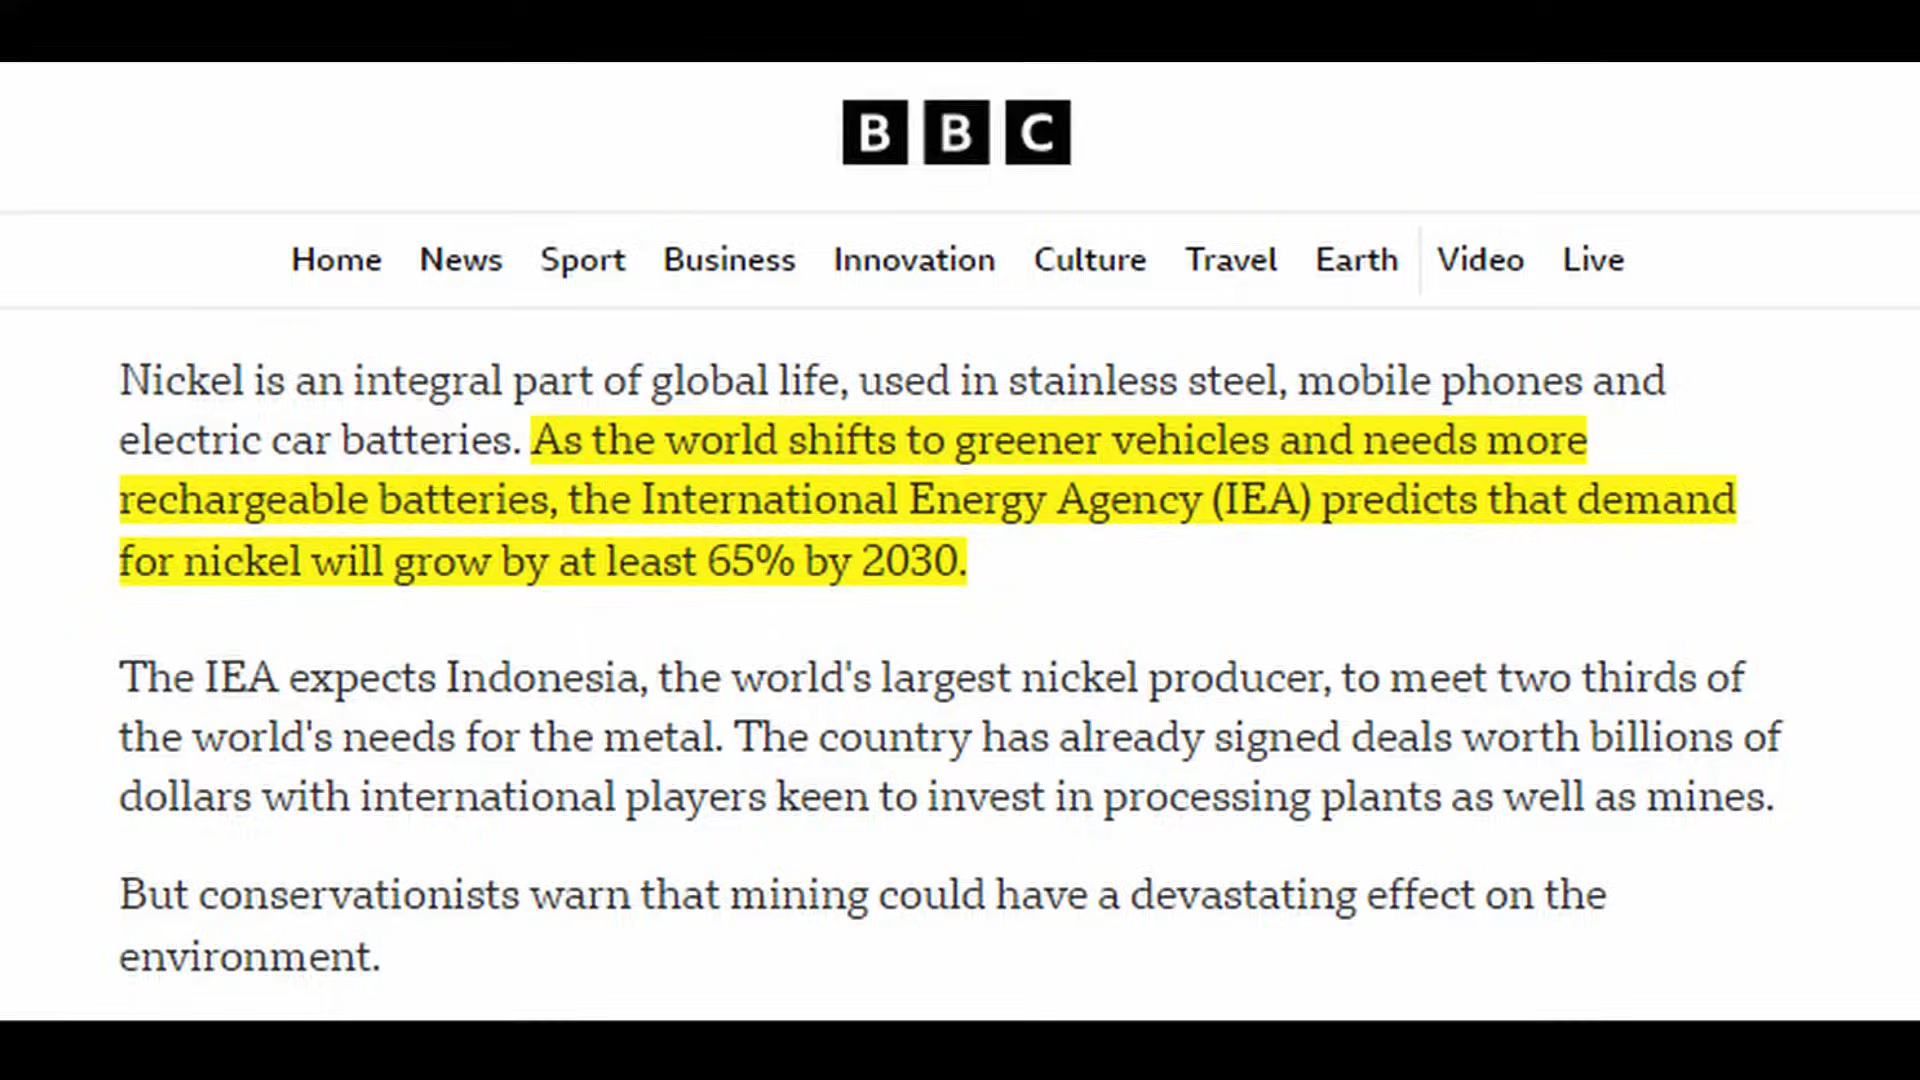 BBC
Home News Sport Business Innovation Culture Travel Earth Video Live
Nickel is an integral part of global life, used in stainless steel, mobile phones and
electric car batteries. As the world shifts to greener vehicles and needs more
rechargeable batteries, the International Energy Agency (IEA) predicts that demand
for nickel will grow by at least 65% by 2030.
The IEA expects Indonesia, the world's largest nickel producer, to meet two thirds of
the world's needs for the metal. The country has already signed deals worth billions of
dollars with international players keen to invest in processing plants as well as mines.
But conservationists warn that mining could have a devastating effect on the
environment.